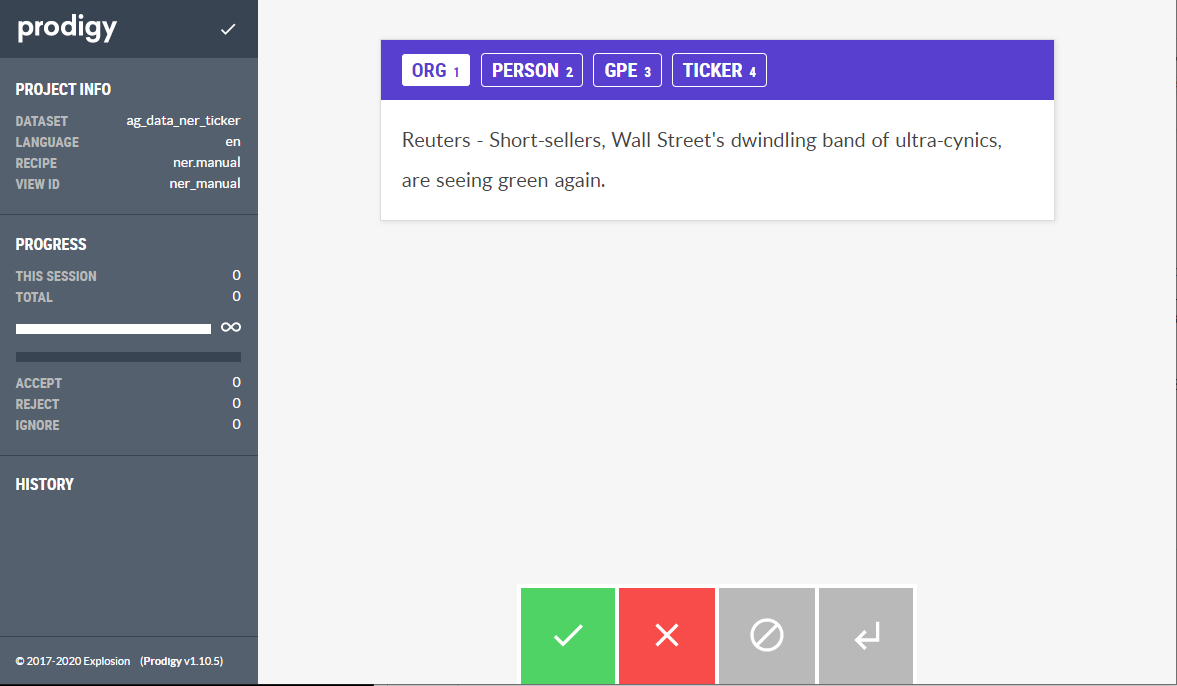 prodigy
PROJECT INFO
DATASET ag_data_ner_ticker
LANGUAGE en
RECIPE ner.manual
VIEW ID ner_manual
PROGRESS
THIS SESSION 0
TOTAL 0
∞
ACCEPT 0
REJECT 0
IGNORE 0
HISTORY
© 2017-2020 Explosion (Prodigy v1.10.5)
ORG 1 PERSON 2 GPE 3 TICKER 4
Reuters - Short-sellers, Wall Street's dwindling band of ultra-cynics,
are seeing green again.